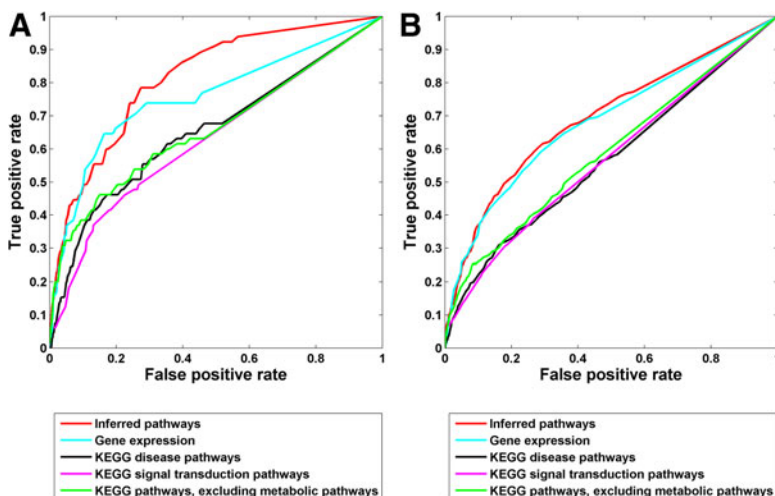 A
B
True positive rate
1
0.9
0.8
0.7
0.6
0.5
0.4
0.3
0.2
0.1
0
0 0.2 0.4 0.6 0.8 1
False positive rate
True positive rate
1
0.9
0.8
0.7
0.6
0.5
0.4
0.3
0.2
0.1
0
0 0.2 0.4 0.6 0.8
False positive rate
Inferred pathways
Gene expression
KEGG disease pathways
KEGG signal transduction pathways
KEGG pathways, excluding metabolic pathways
Inferred pathways
Gene expression
KEGG disease pathways
KEGG signal transduction pathways
KEGG pathways, excluding metabolic pathways